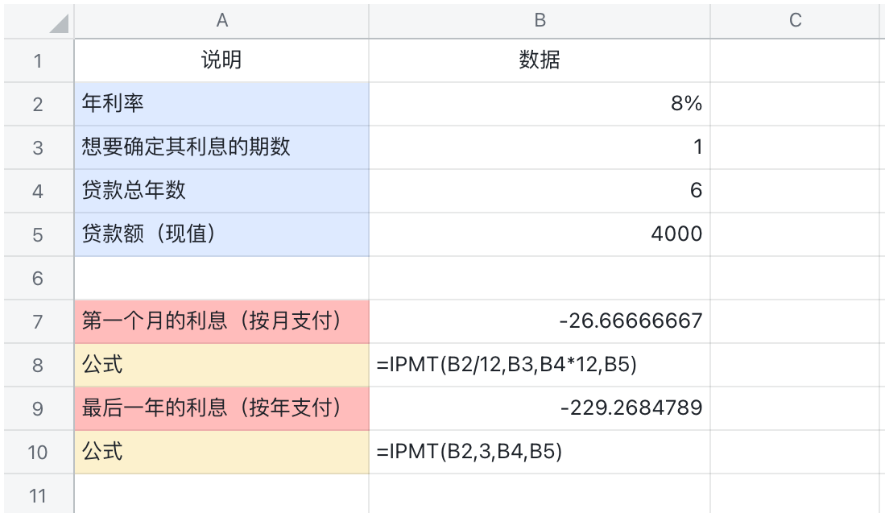 A B C
1 说明 数据
2 年利率 8%
3 想要确定其利息的期数 1
4 贷款总年数 6
5 贷款额（现值） 4000
6
7 第一个月的利息（按月支付） -26.66666667
8 公式 =IPMT(B2/12,B3,B4*12,B5)
9 最后一年的利息（按年支付） -229.2684789
10 公式 =IPMT(B2,3,B4,B5)
11